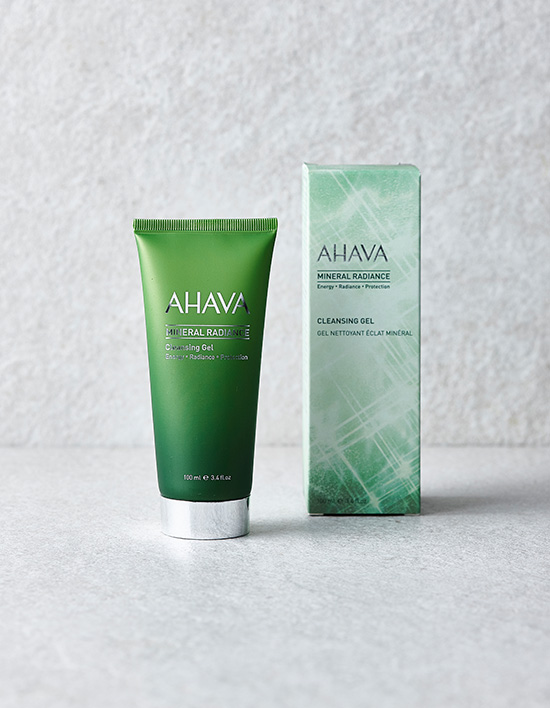 AHAVA
MINERAL RADIANCE
Cleansing Gel
Energy • Radiance • Protection
100 ml ℮ 3.4 fl.oz
AHAVA
MINERAL RADIANCE
Energy • Radiance • Protection
CLEANSING GEL
GEL NETTOYANT ÉCLAT MINÉRAL